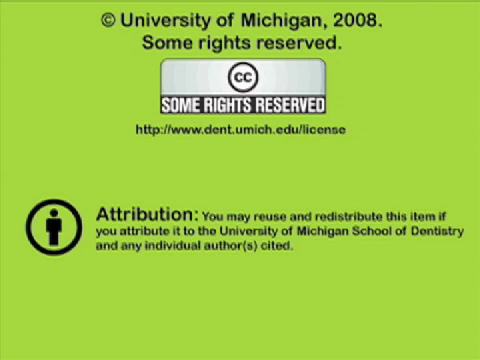 © University of Michigan, 2008.
Some rights reserved.
cc
SOME RIGHTS RESERVED
http://www.dent.umich.edu/license
Attribution: You may reuse and redistribute this item if
you attribute it to the University of Michigan School of Dentistry
and any individual author(s) cited.